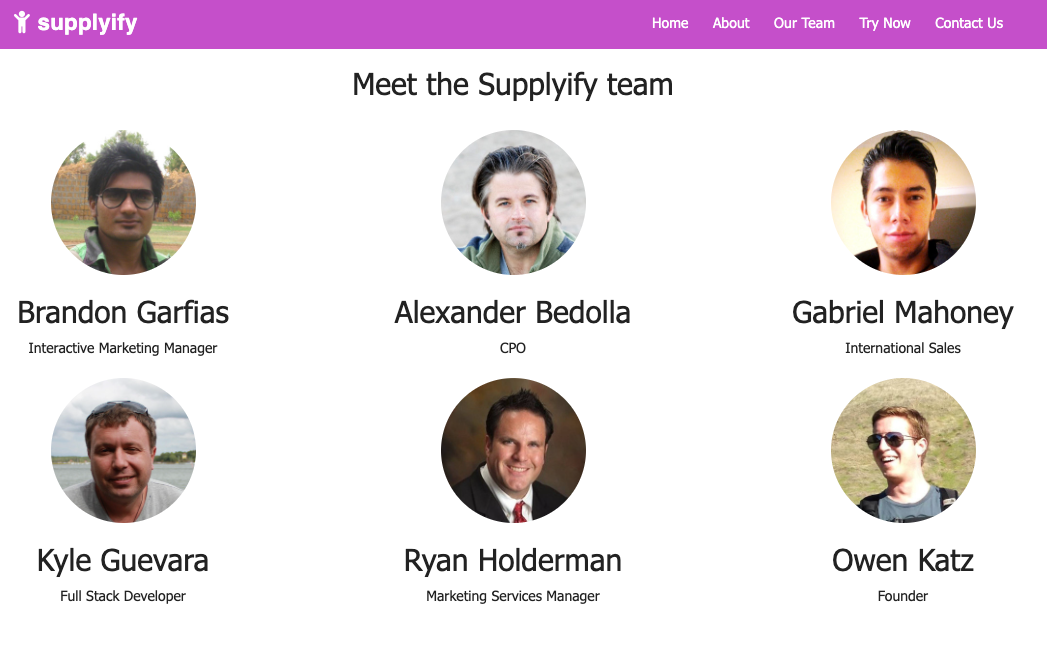 supplyify
Home About Our Team Try Now Contact Us
Meet the Supplyify team
Brandon Garfias Alexander Bedolla Gabriel Mahoney
Interactive Marketing Manager CPO International Sales
Kyle Guevara Ryan Holderman Owen Katz
Full Stack Developer Marketing Services Manager Founder